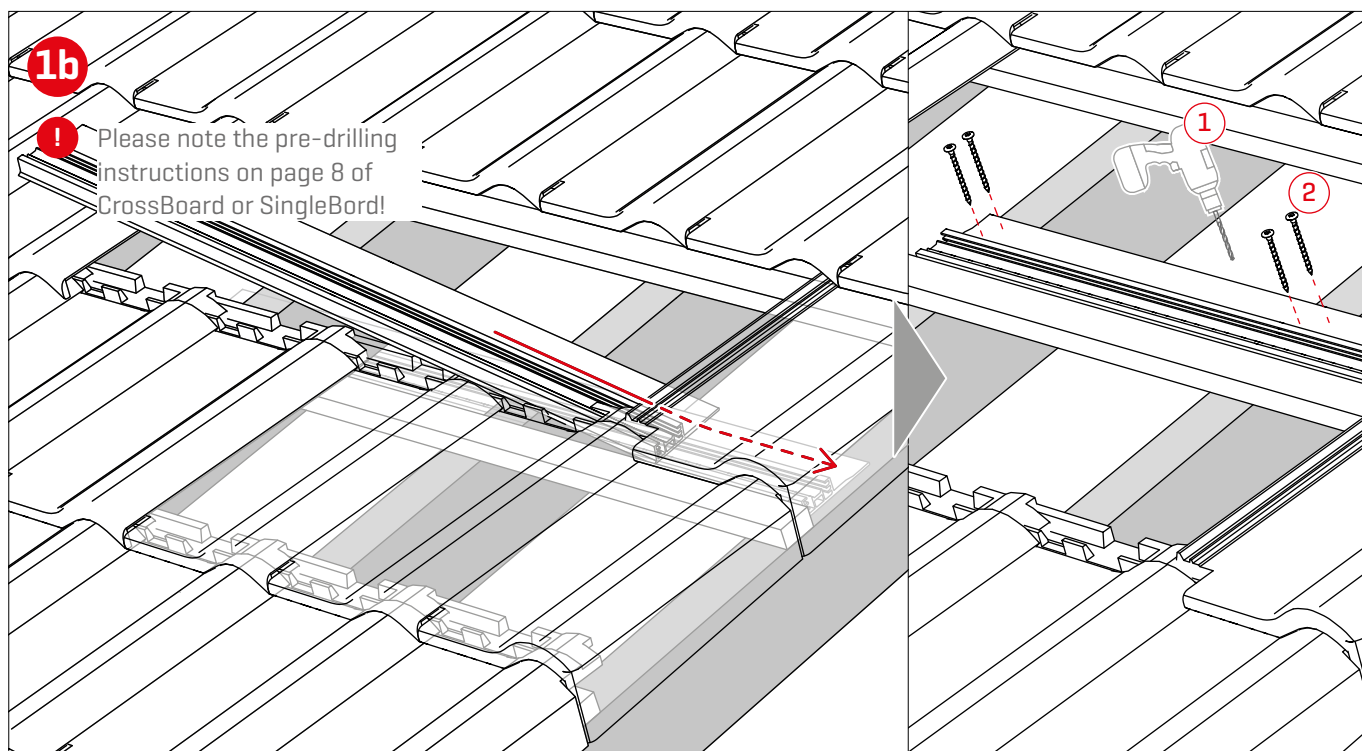 1b
! Please note the pre-drilling
instructions on page 8 of
CrossBoard or SingleBord!
1
2